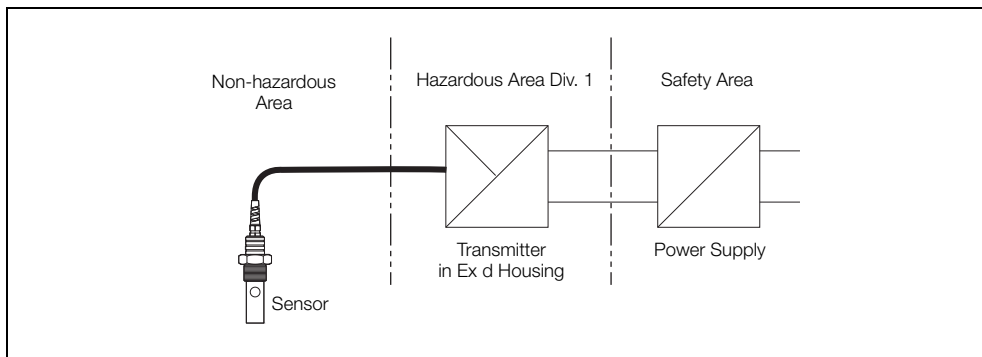 Non-hazardous
Area
Hazardous Area Div. 1
Safety Area
Transmitter
in Ex d Housing
Power Supply
Sensor